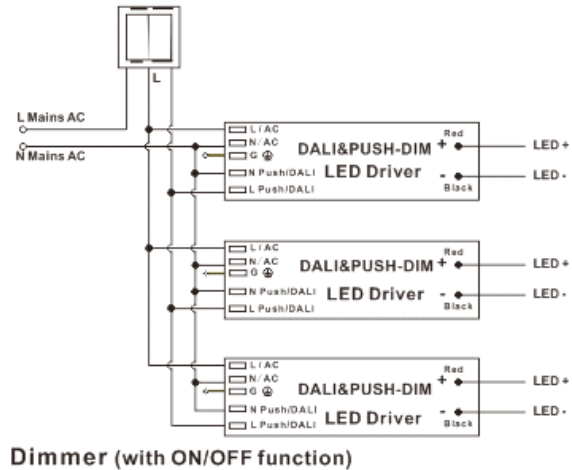 L
L Mains AC
N Mains AC
L/AC
N/AC
G
N Push/DALI
L Push/DALI
DALI&PUSH-DIM
LED Driver
+
Red
-
Black
LED+
LED-
L/AC
N/AC
G
N Push/DALI
L Push/DALI
DALI&PUSH-DIM
LED Driver
+
Red
-
Black
LED+
LED-
L/AC
N/AC
G
N Push/DALI
L Push/DALI
DALI&PUSH-DIM
LED Driver
+
Red
-
Black
LED+
LED-
Dimmer (with ON/OFF function)